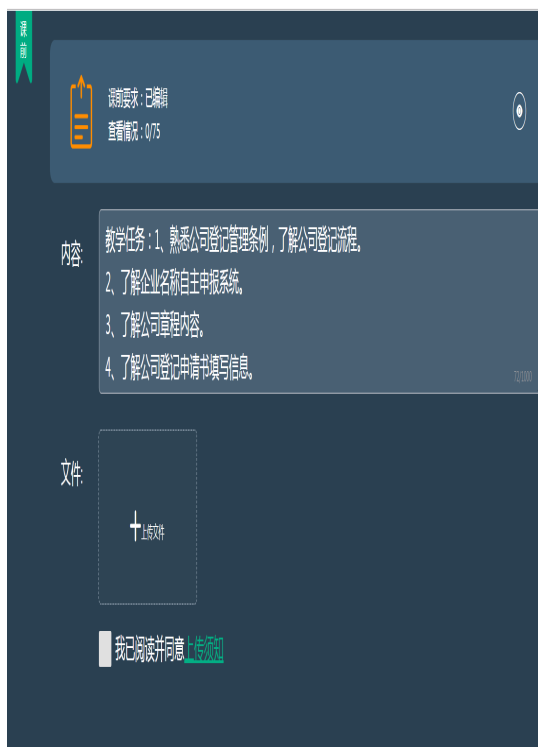 课前
课前要求：已编辑
查看情况：0/75
内容:
教学任务：1、熟悉公司登记管理条例，了解公司登记流程。
2、了解企业名称自主申报系统。
3、了解公司章程内容。
4、了解公司登记申请书填写信息。
72/1000
文件:
上传文件
我已阅读并同意上传须知